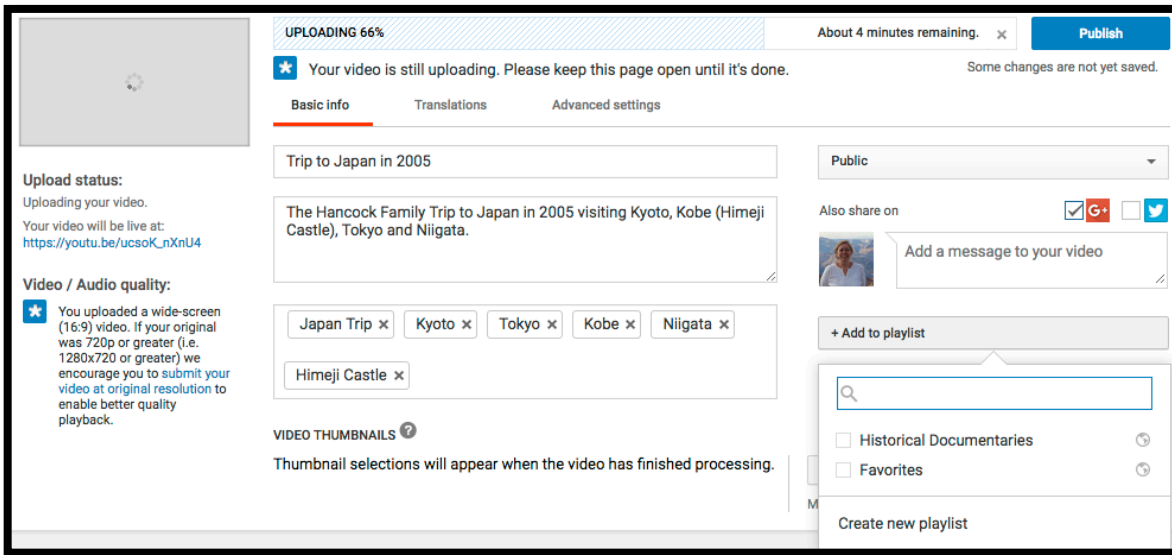 UPLOADING 66%
About 4 minutes remaining. ×
Publish
Your video is still uploading. Please keep this page open until it's done.
Some changes are not yet saved.
Basic info
Translations
Advanced settings
Upload status:
Uploading your video.
Your video will be live at:
https://youtu.be/ucsoK_nXnU4
Video / Audio quality:
You uploaded a wide-screen
(16:9) video. If your original
was 720p or greater (i.e.
1280x720 or greater) we
encourage you to submit your
video at original resolution to
enable better quality
playback.
Trip to Japan in 2005
The Hancock Family Trip to Japan in 2005 visiting Kyoto, Kobe (Himeji
Castle), Tokyo and Niigata.
Japan Trip × Kyoto × Tokyo × Kobe × Niigata ×
Himeji Castle ×
VIDEO THUMBNAILS ?
Thumbnail selections will appear when the video has finished processing.
Public
Also share on
G+
Add a message to your video
+ Add to playlist
Historical Documentaries
Favorites
Create new playlist
M